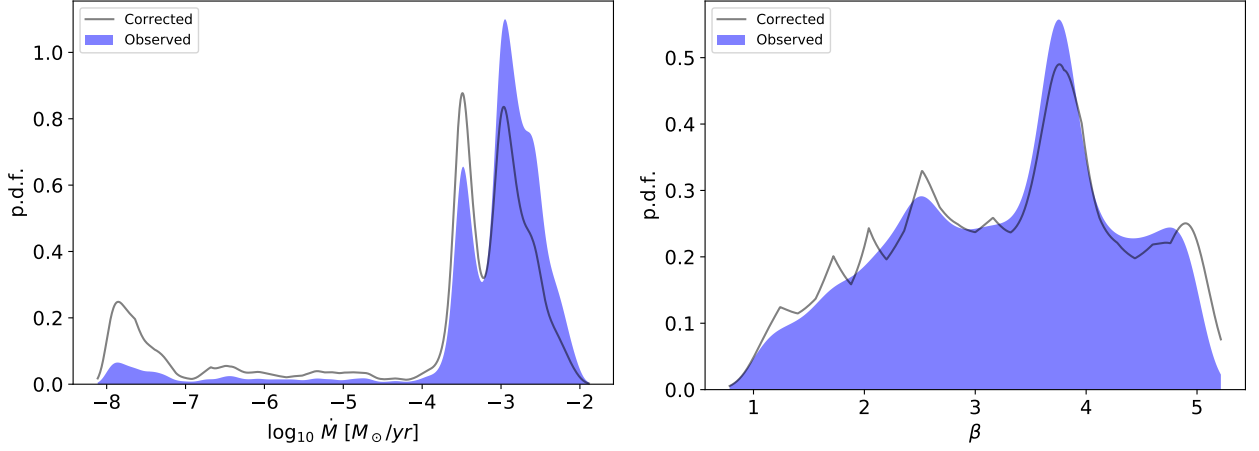 Corrected
Observed
p.d.f.
1.0
0.8
0.6
0.4
0.2
0.0
−8 −7 −6 −5 −4 −3 −2
log₁₀ Ṁ [M⊙/yr]
Corrected
Observed
p.d.f.
0.5
0.4
0.3
0.2
0.1
0.0
1 2 3 4 5
β